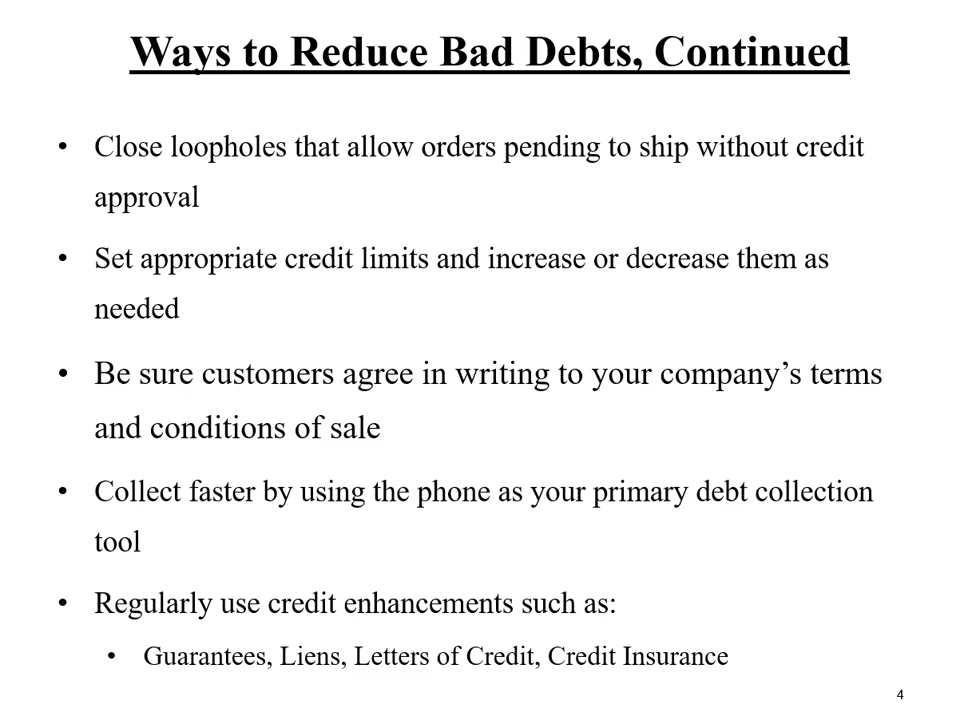 Ways to Reduce Bad Debts, Continued
• Close loopholes that allow orders pending to ship without credit
approval
• Set appropriate credit limits and increase or decrease them as
needed
• Be sure customers agree in writing to your company’s terms
and conditions of sale
• Collect faster by using the phone as your primary debt collection
tool
• Regularly use credit enhancements such as:
• Guarantees, Liens, Letters of Credit, Credit Insurance
4